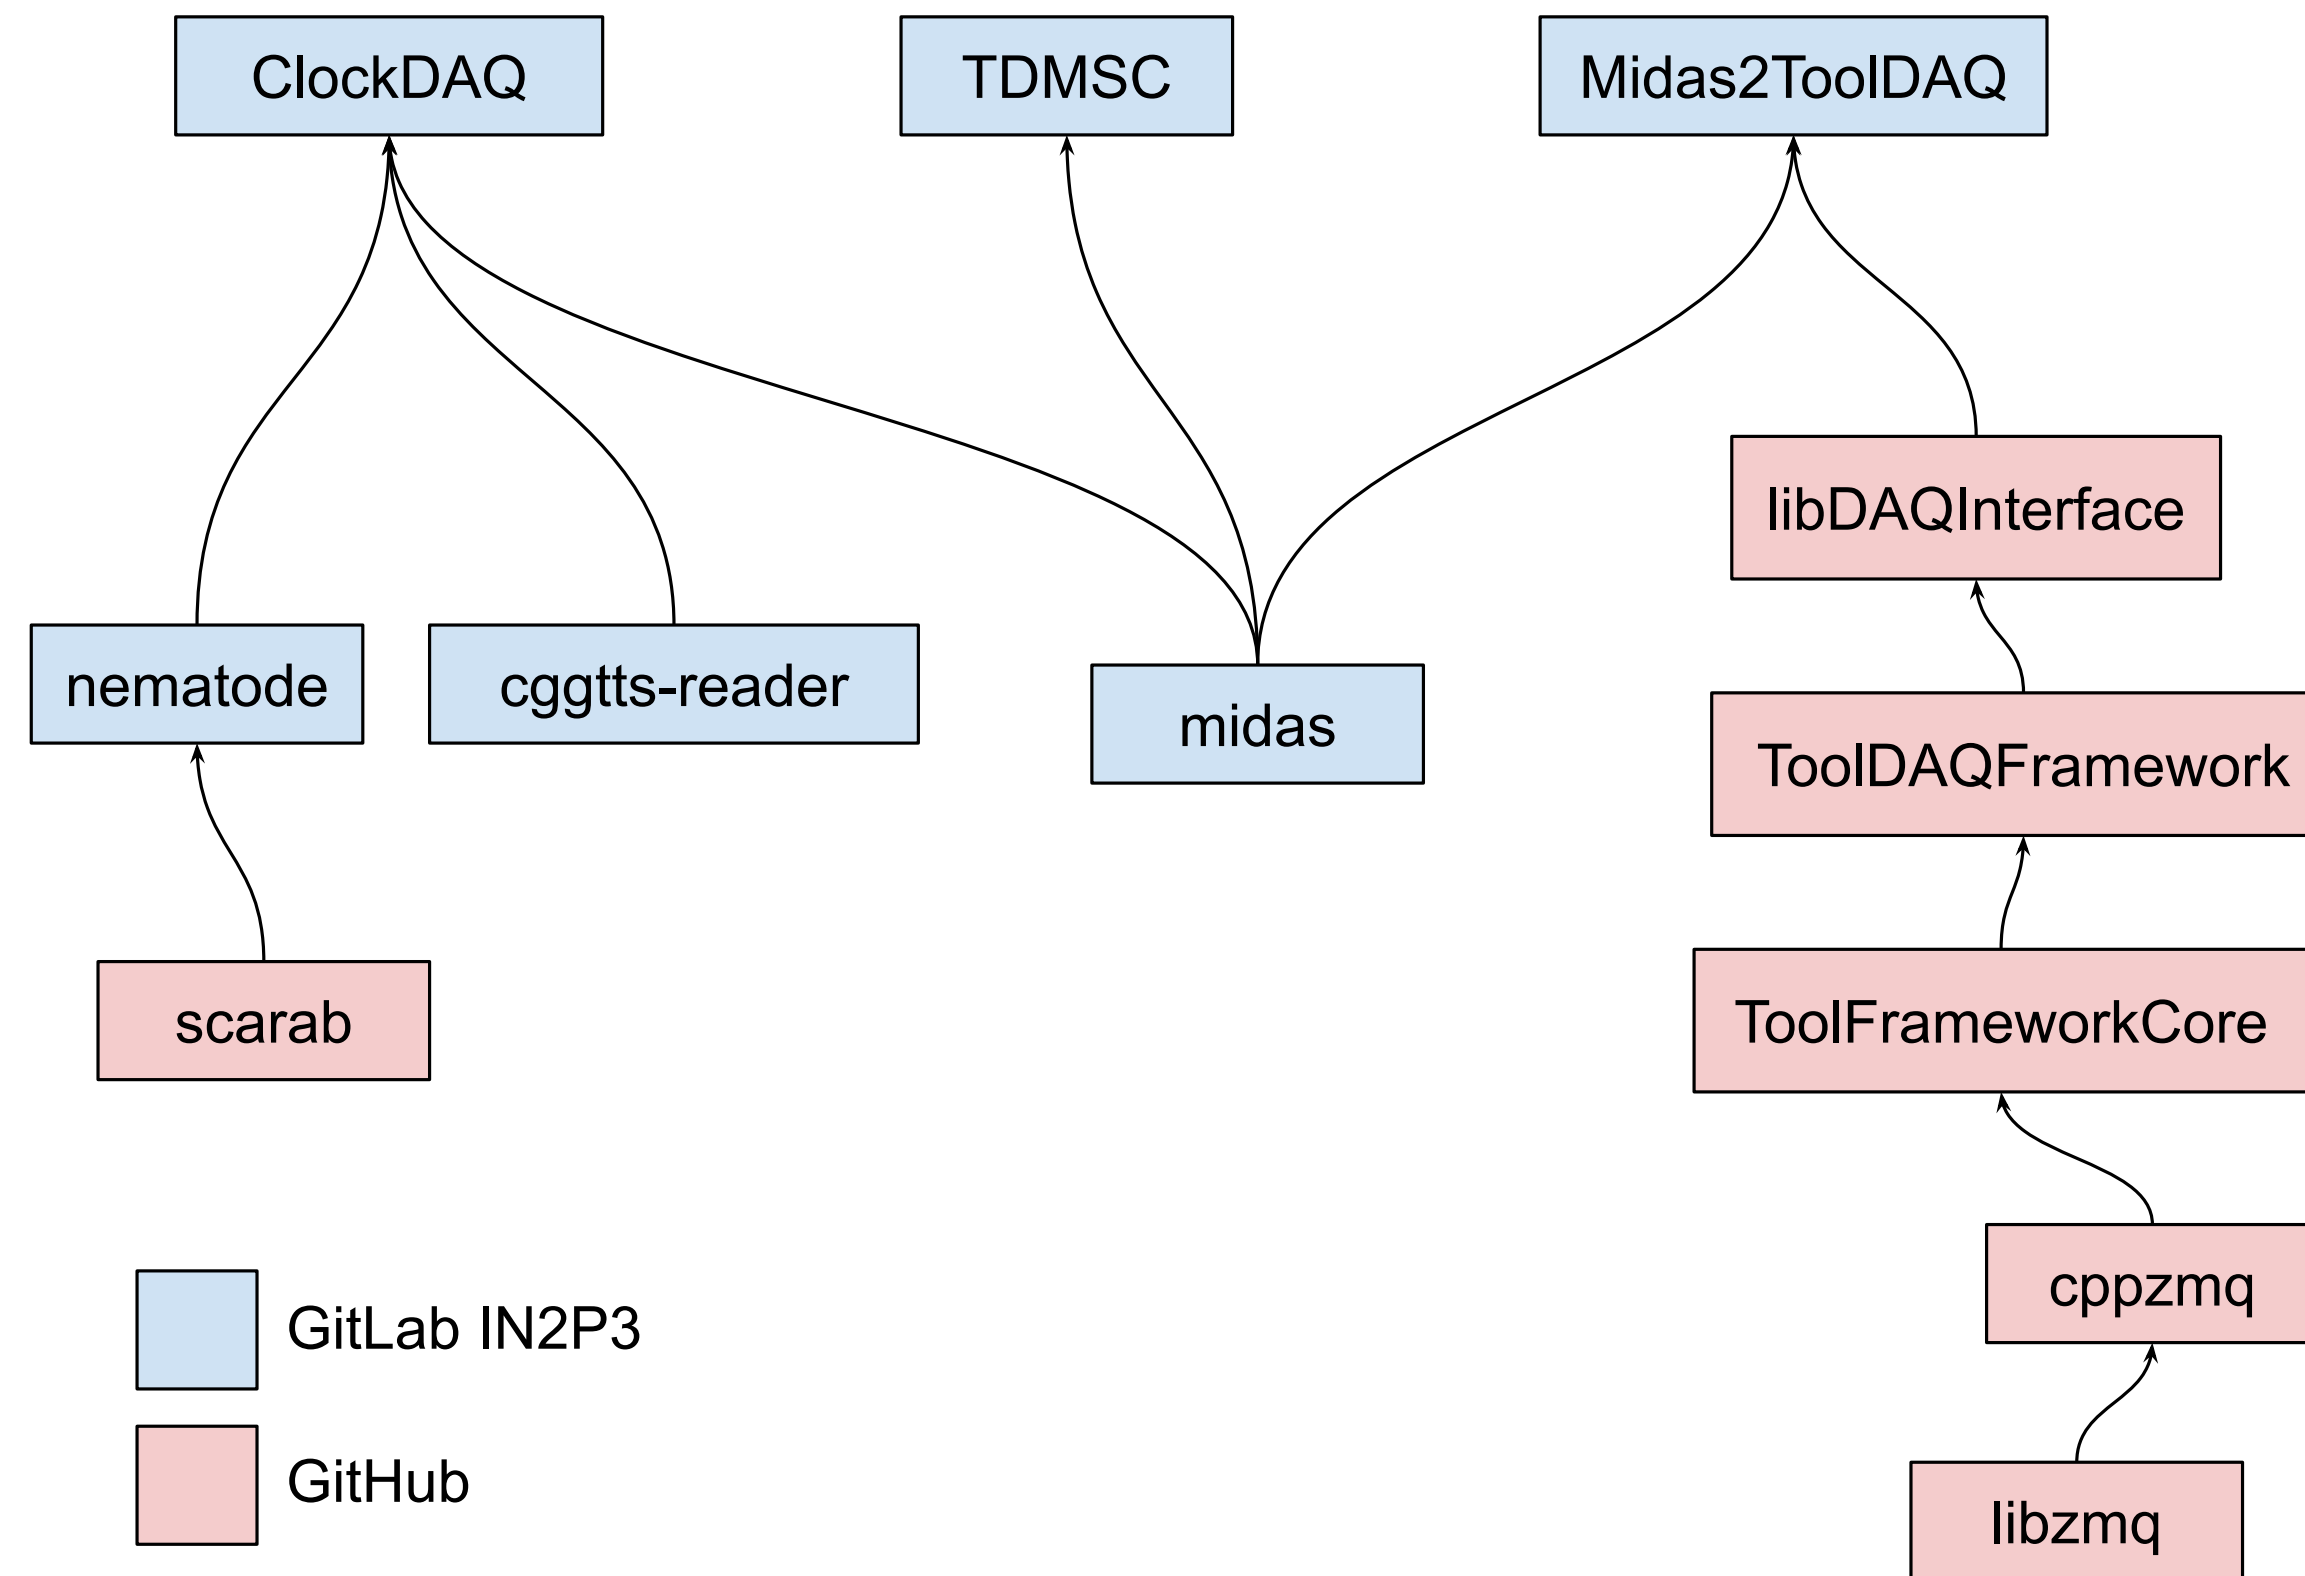 ClockDAQ
TDMSC
Midas2ToolDAQ
libDAQInterface
nematode
cggtts-reader
midas
ToolDAQFramework
scarab
ToolFrameworkCore
cppzmq
GitLab IN2P3
GitHub
libzmq